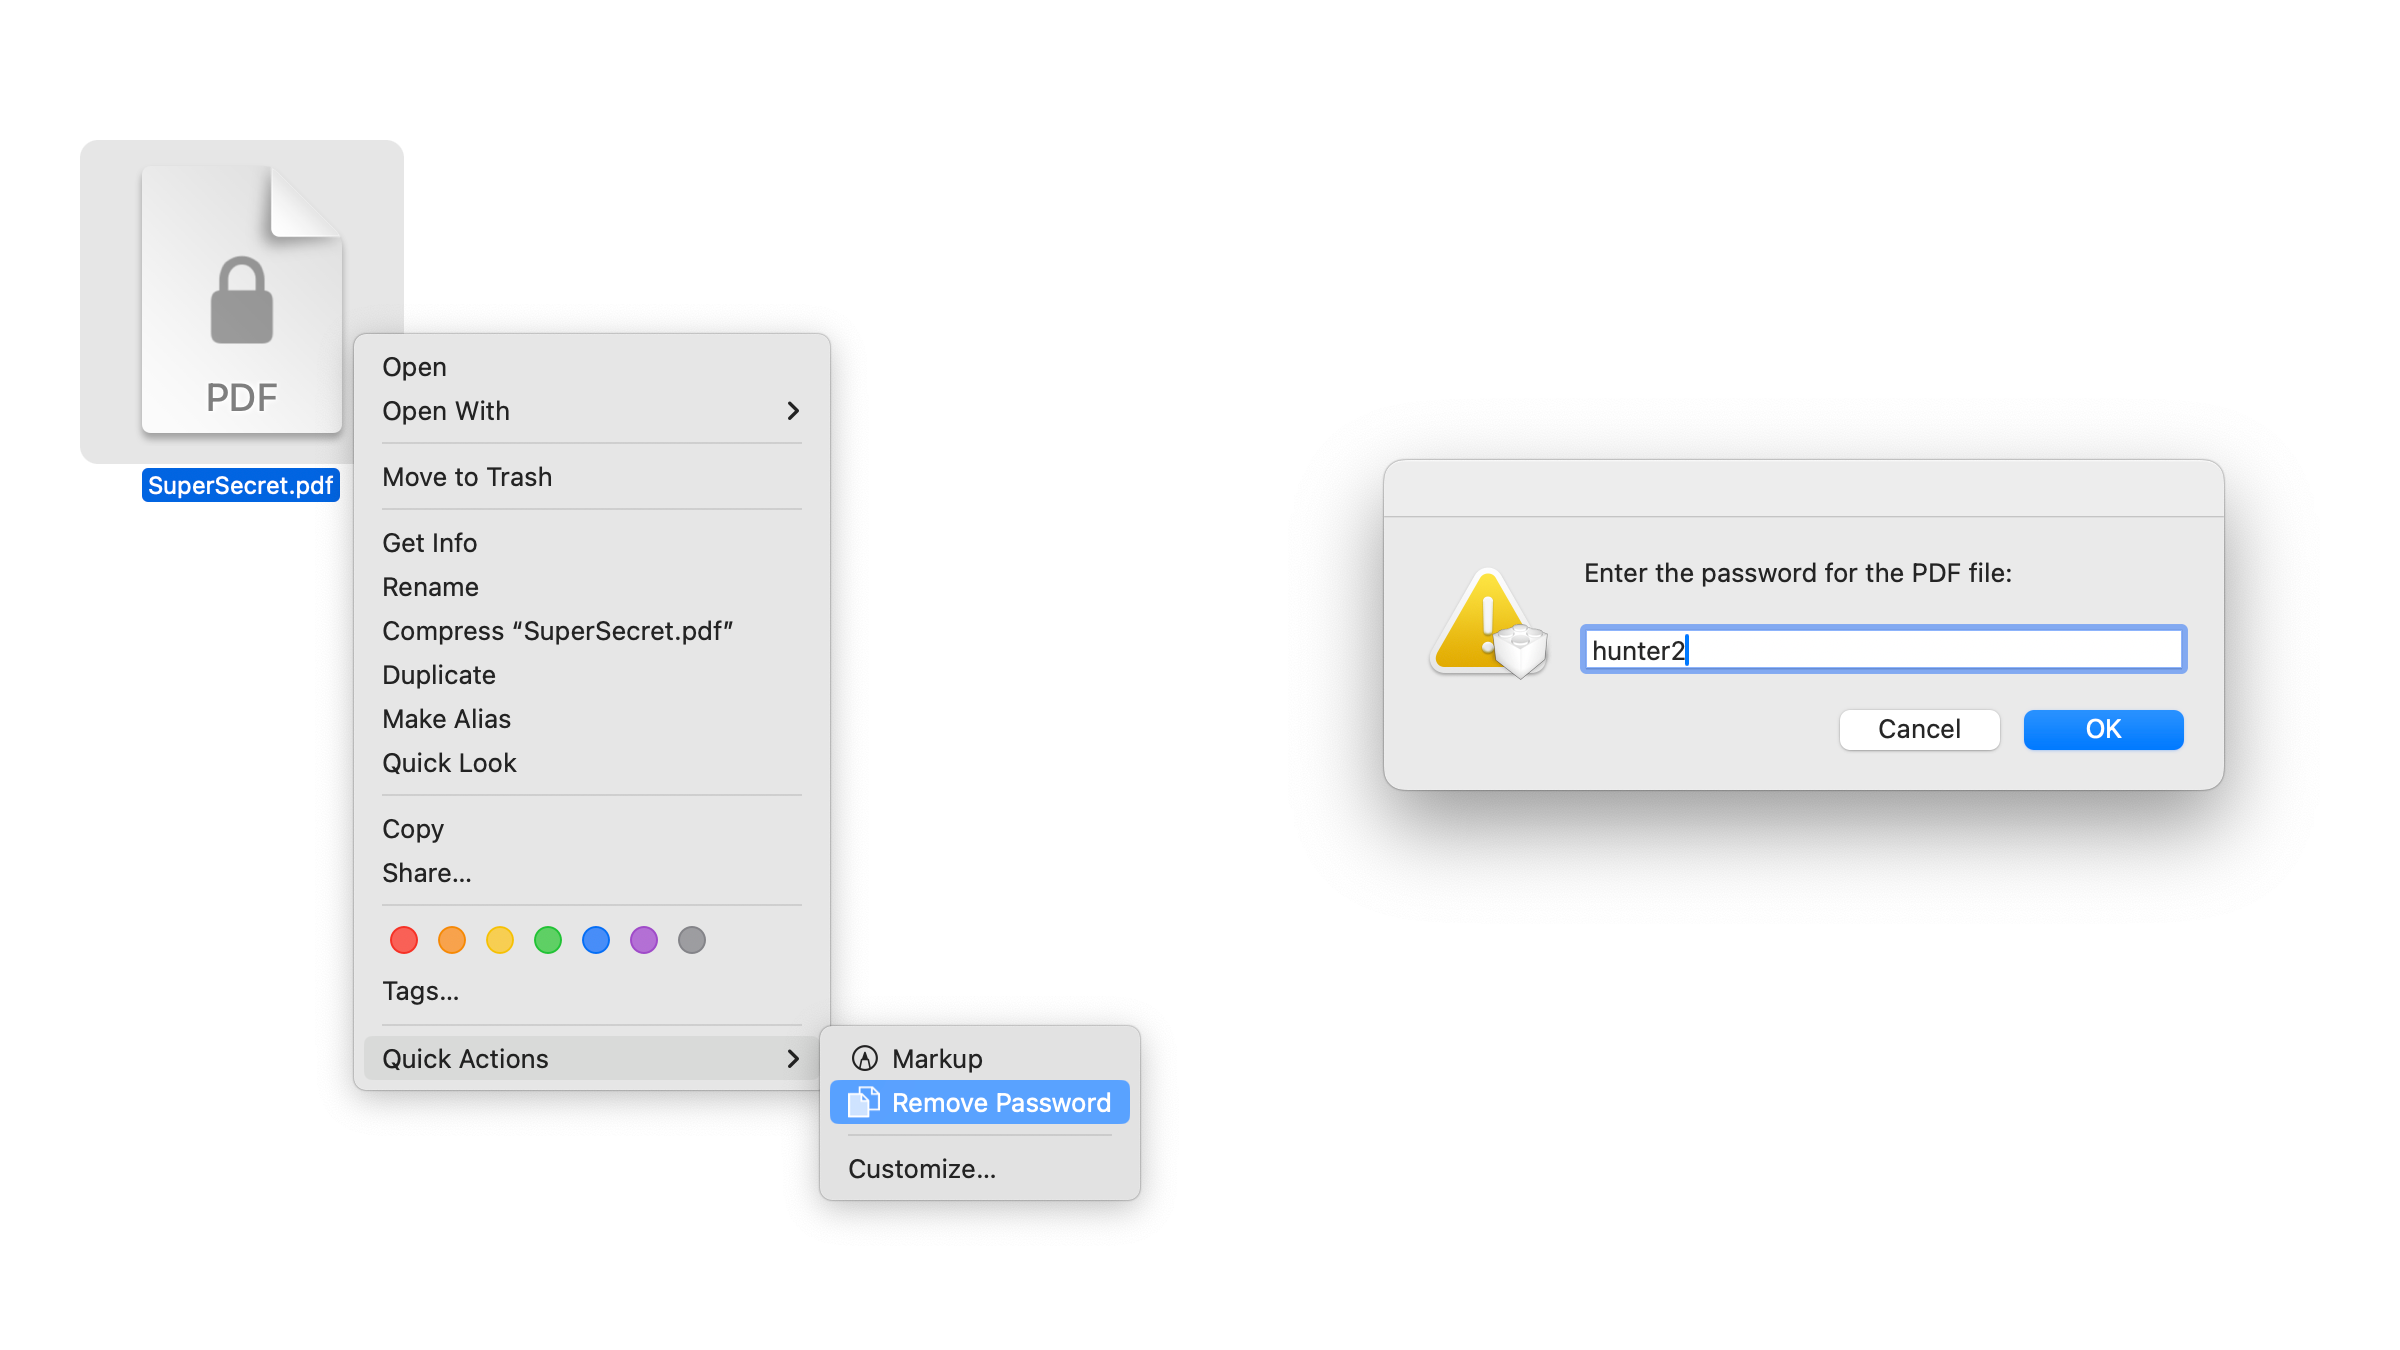 PDF
SuperSecret.pdf
Open
Open With
Move to Trash
Get Info
Rename
Compress “SuperSecret.pdf”
Duplicate
Make Alias
Quick Look
Copy
Share...
Tags...
Quick Actions
Markup
Remove Password
Customize...
Enter the password for the PDF file:
hunter2
Cancel
OK